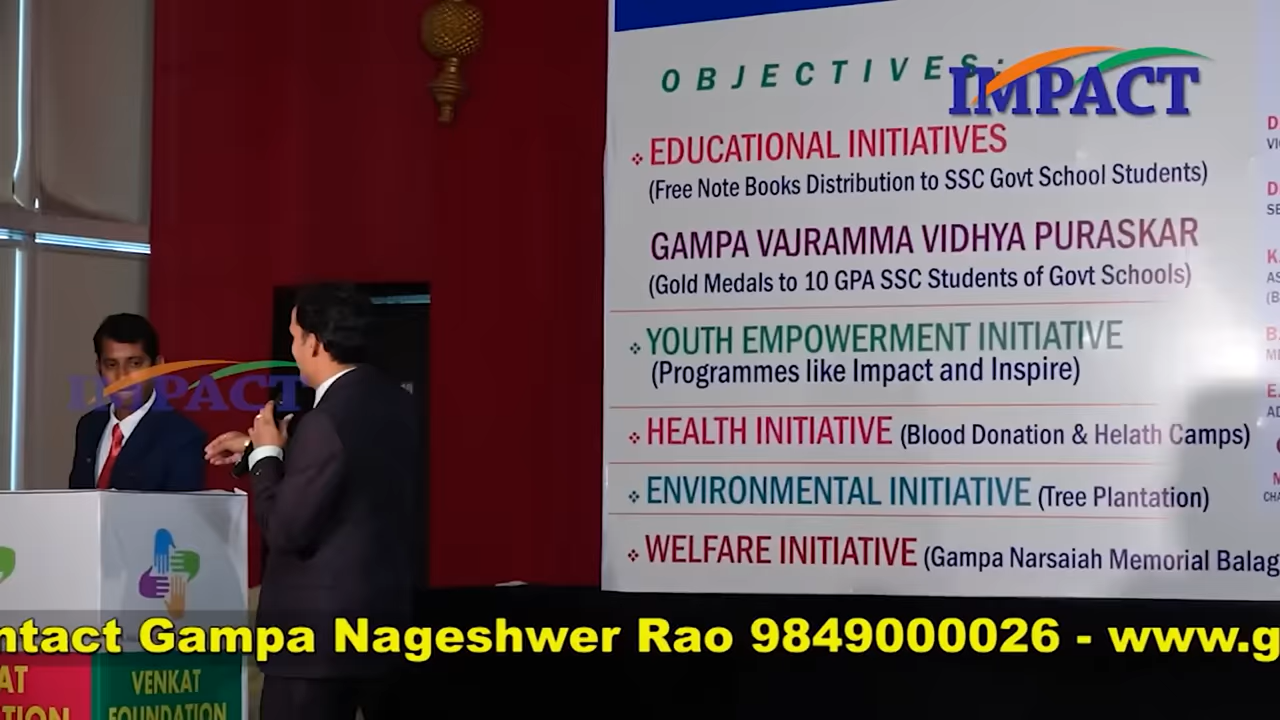 OBJECTIVES:
IMPACT
❖ EDUCATIONAL INITIATIVES
(Free Note Books Distribution to SSC Govt School Students)
GAMPA VAJRAMMA VIDHYA PURASKAR
(Gold Medals to 10 GPA SSC Students of Govt Schools)
❖ YOUTH EMPOWERMENT INITIATIVE
(Programmes like Impact and Inspire)
❖ HEALTH INITIATIVE (Blood Donation & Helath Camps)
❖ ENVIRONMENTAL INITIATIVE (Tree Plantation)
❖ WELFARE INITIATIVE (Gampa Narsaiah Memorial Balag
IMPACT
ntact Gampa Nageshwer Rao 9849000026 - www.g
AT
TION
VENKAT
FOUNDATION